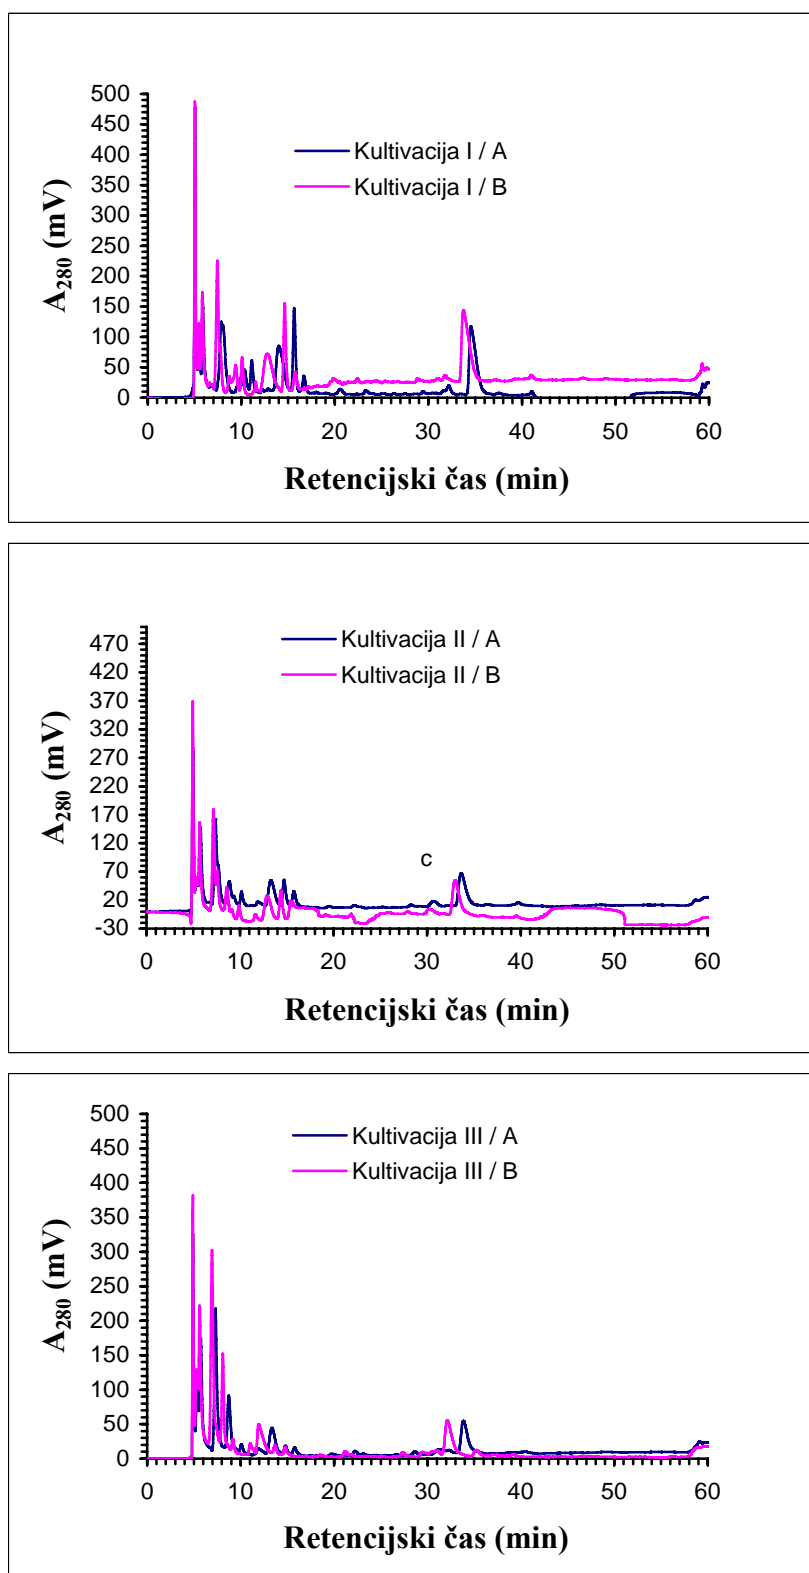 500
450
400
350
300
250
200
150
100
50
0
A280 (mV)
Kultivacija I / A
Kultivacija I / B
0 10 20 30 40 50 60
Retencijski čas (min)
470
420
370
320
270
220
170
120
70
20
-30
A280 (mV)
Kultivacija II / A
Kultivacija II / B
c
0 10 20 30 40 50 60
Retencijski čas (min)
500
450
400
350
300
250
200
150
100
50
0
A280 (mV)
Kultivacija III / A
Kultivacija III / B
0 10 20 30 40 50 60
Retencijski čas (min)